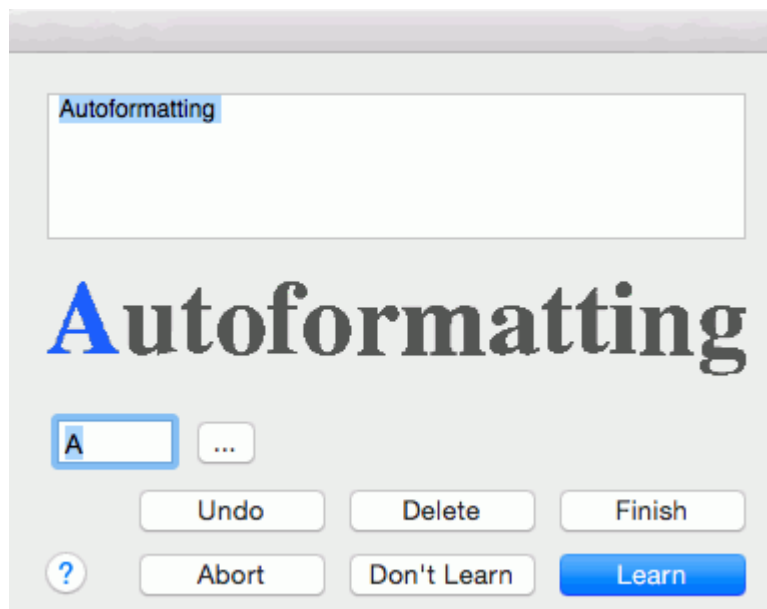 Autoformatting
Autoformatting
A ...
Undo Delete Finish
? Abort Don't Learn Learn